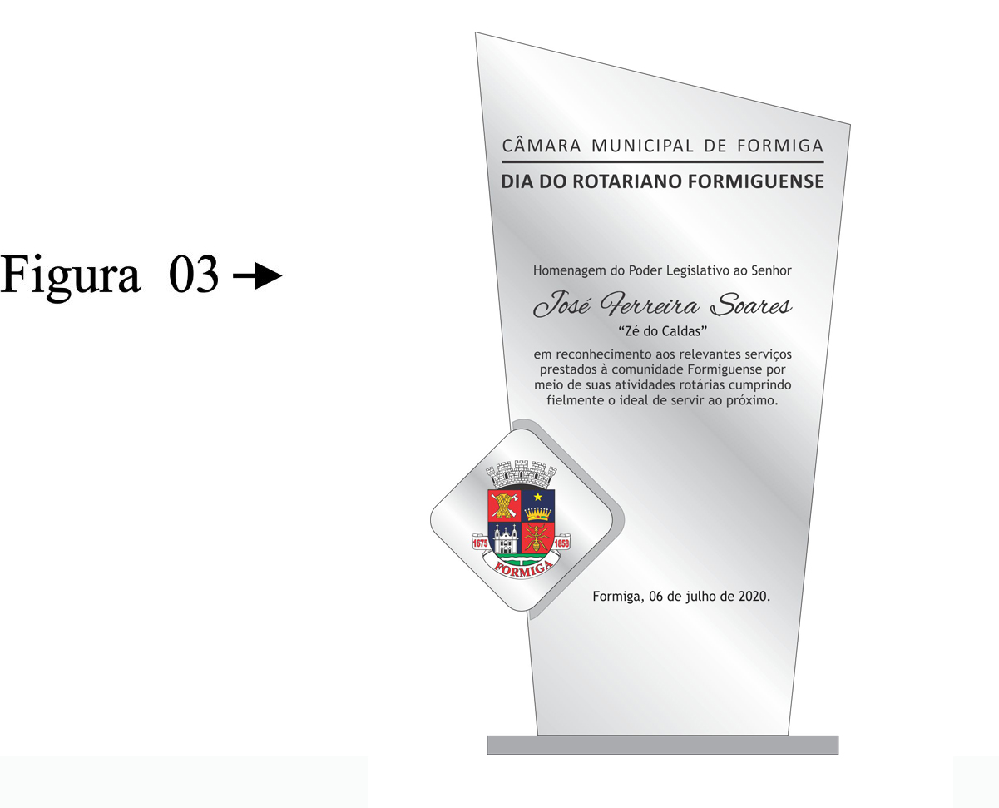 CÂMARA MUNICIPAL DE FORMIGA
DIA DO ROTARIANO FORMIGUENSE
Figura 03
Homenagem do Poder Legislativo ao Senhor
José Ferreira Soares
“Zé do Caldas”
em reconhecimento aos relevantes serviços
prestados à comunidade Formiguense por
meio de suas atividades rotárias cumprindo
fielmente o ideal de servir ao próximo.
1675 1858
FORMIGA
Formiga, 06 de julho de 2020.